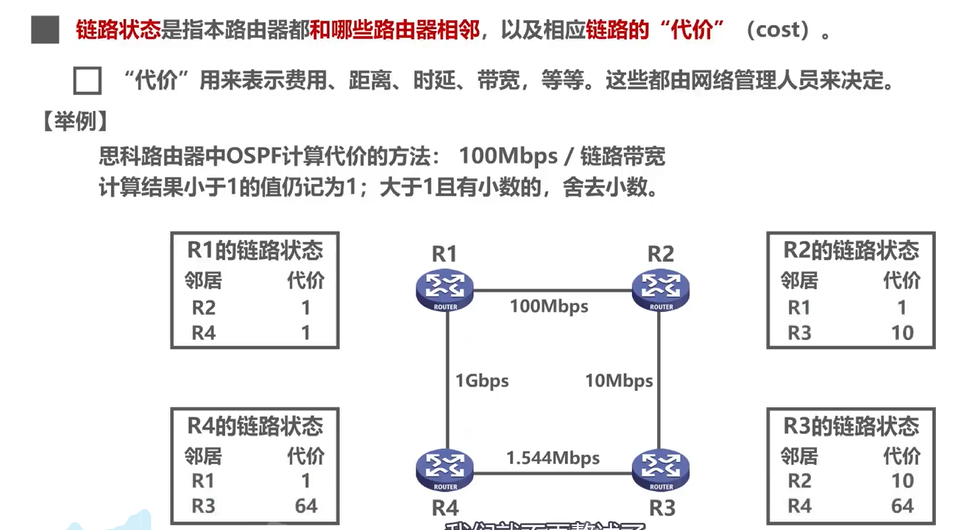 链路状态是指本路由器都和哪些路由器相邻，以及相应链路的“代价”（cost）。
“代价”用来表示费用、距离、时延、带宽，等等。这些都由网络管理人员来决定。
【举例】
思科路由器中OSPF计算代价的方法： 100Mbps / 链路带宽
计算结果小于1的值仍记为1；大于1且有小数的，舍去小数。
R1的链路状态
邻居 代价
R2 1
R4 1
R1
R2
ROUTER
ROUTER
100Mbps
1Gbps
10Mbps
1.544Mbps
ROUTER
ROUTER
R4
R3
R2的链路状态
邻居 代价
R1 1
R3 10
R4的链路状态
邻居 代价
R1 1
R3 64
R3的链路状态
邻居 代价
R2 10
R4 64